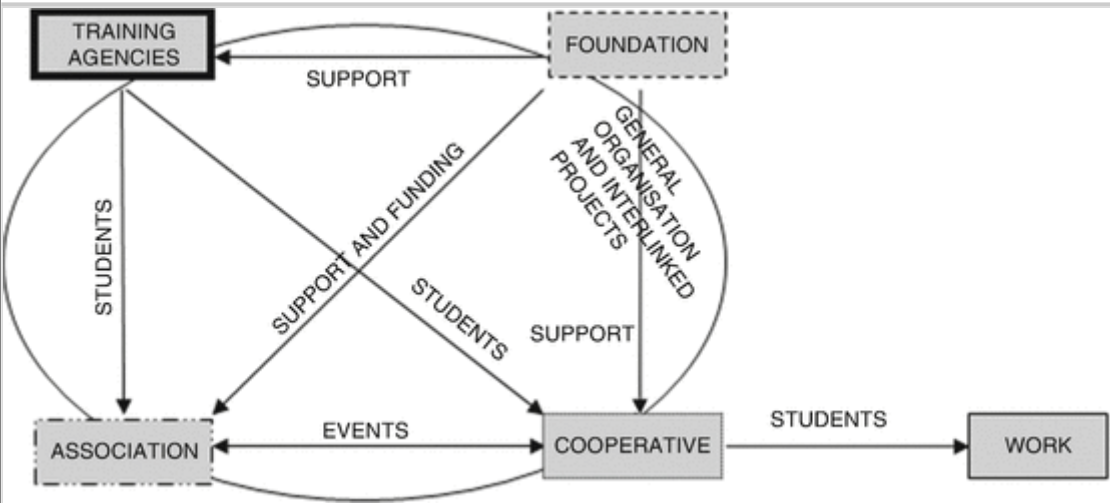 TRAINING
AGENCIES
FOUNDATION
SUPPORT
GENERAL
ORGANISATION
AND INTERLINKED
PROJECTS
SUPPORT AND FUNDING
STUDENTS
STUDENTS
SUPPORT
ASSOCIATION
EVENTS
COOPERATIVE
STUDENTS
WORK